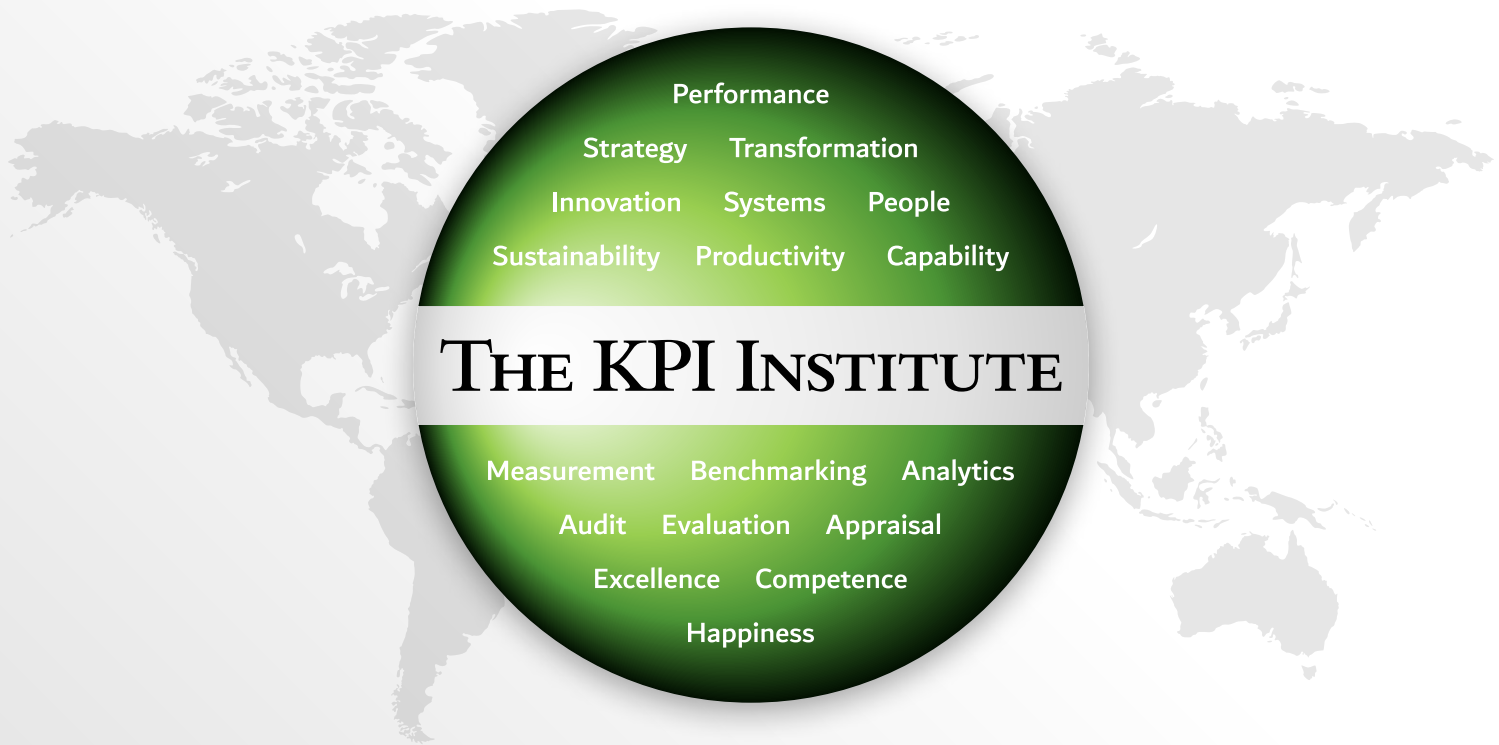 Performance
Strategy Transformation
Innovation Systems People
Sustainability Productivity Capability
The KPI Institute
Measurement Benchmarking Analytics
Audit Evaluation Appraisal
Excellence Competence
Happiness